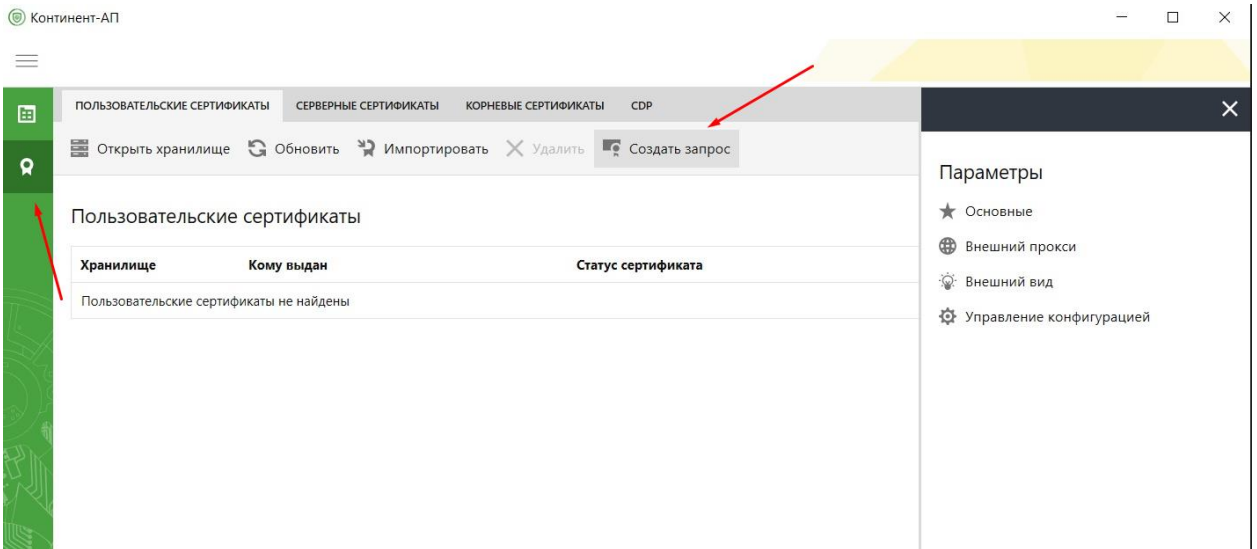 Континент-АП
ПОЛЬЗОВАТЕЛЬСКИЕ СЕРТИФИКАТЫ СЕРВЕРНЫЕ СЕРТИФИКАТЫ КОРНЕВЫЕ СЕРТИФИКАТЫ CDP
Открыть хранилище Обновить Импортировать Удалить Создать запрос
Пользовательские сертификаты
Хранилище Кому выдан Статус сертификата
Пользовательские сертификаты не найдены
Параметры
Основные
Внешний прокси
Внешний вид
Управление конфигурацией